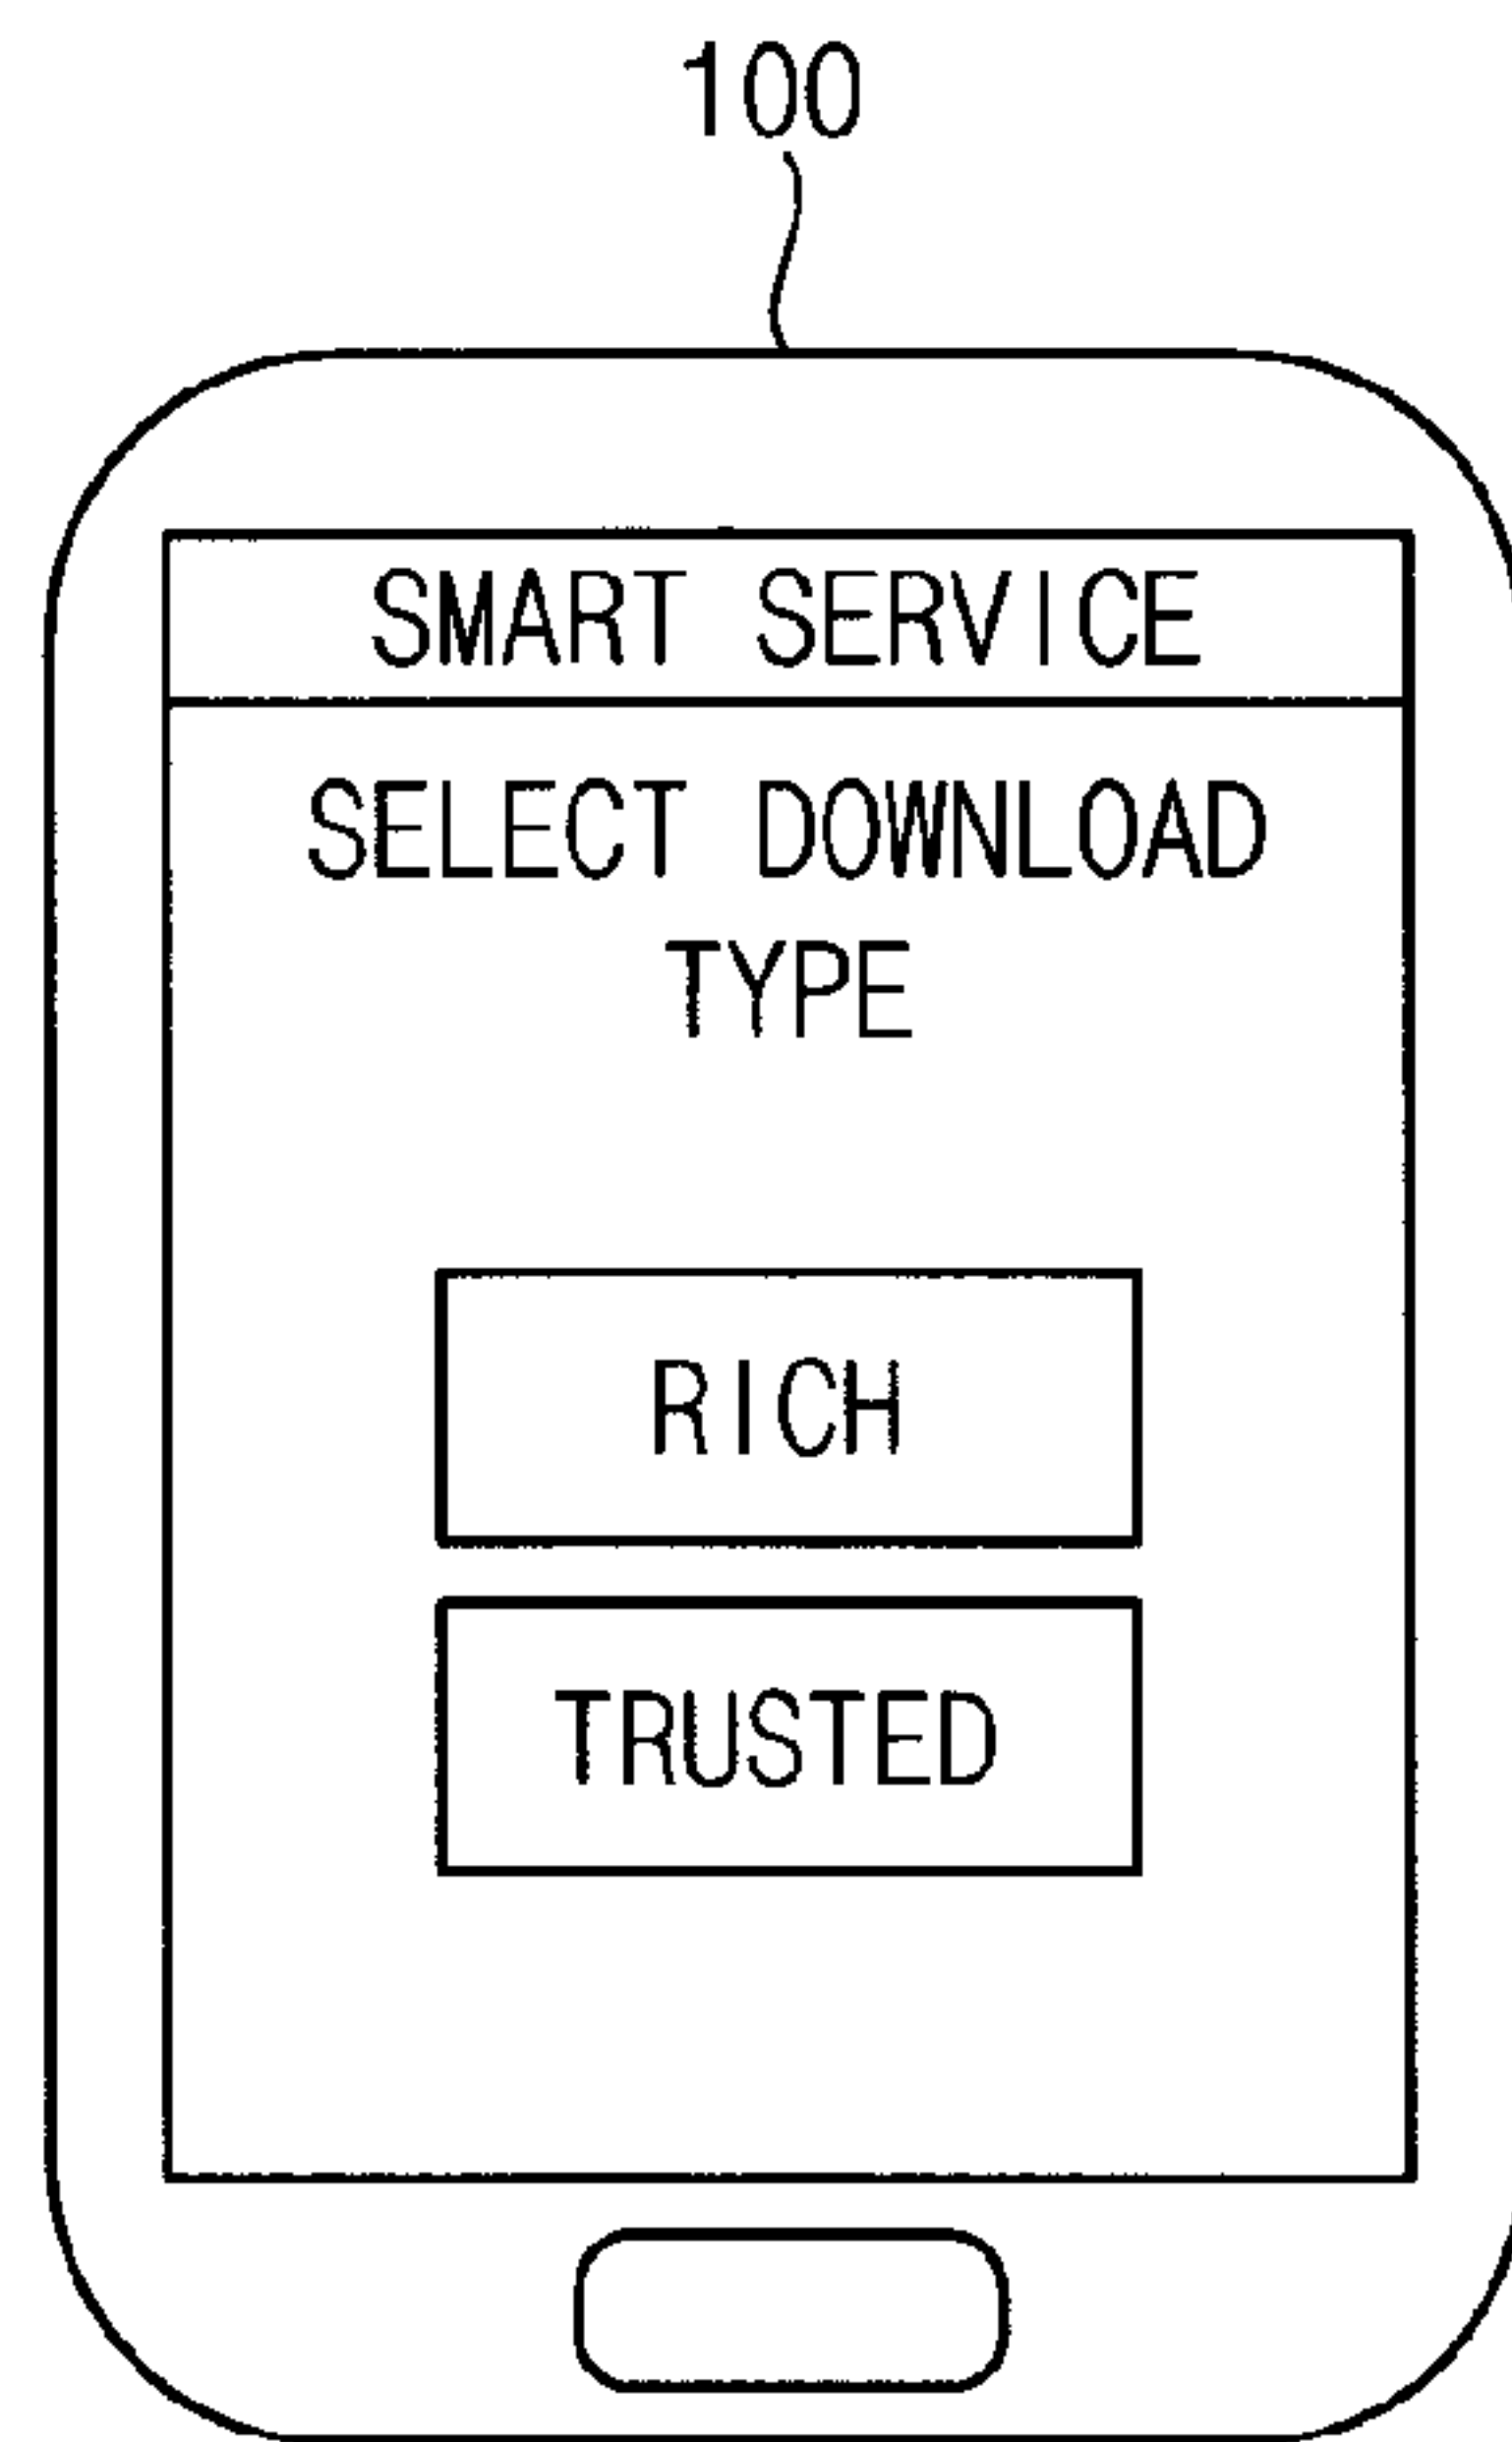 100
SMART SERVICE
SELECT DOWNLOAD
TYPE
RICH
TRUSTED